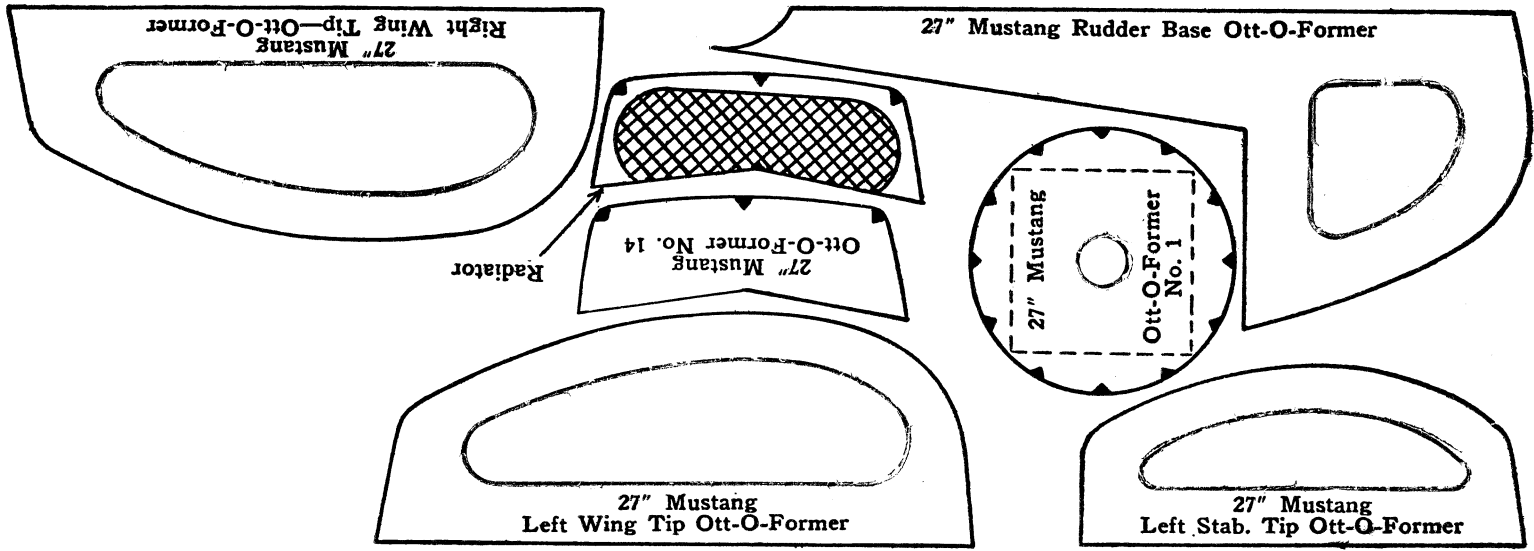 27" Mustang
Right Wing Tip—Ott-O-Former
27" Mustang Rudder Base Ott-O-Former
Radiator
27" Mustang
Ott-O-Former No. 14
27" Mustang
Ott-O-Former
No. 1
27" Mustang
Left Wing Tip Ott-O-Former
27" Mustang
Left Stab. Tip Ott-O-Former